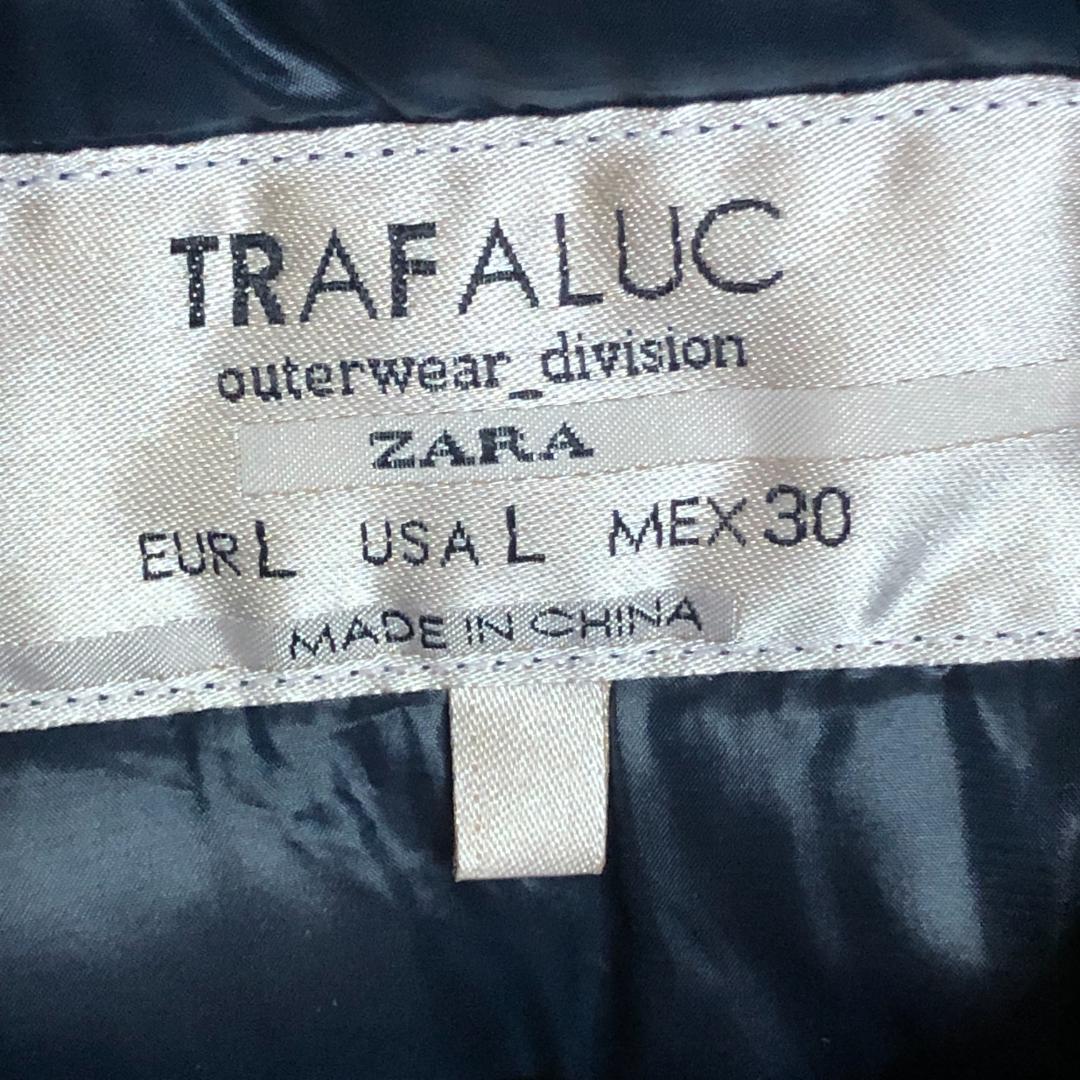 TRAFALUC
outerwear_division
ZARA
EUR L USA L MEX 30
MADE IN CHINA